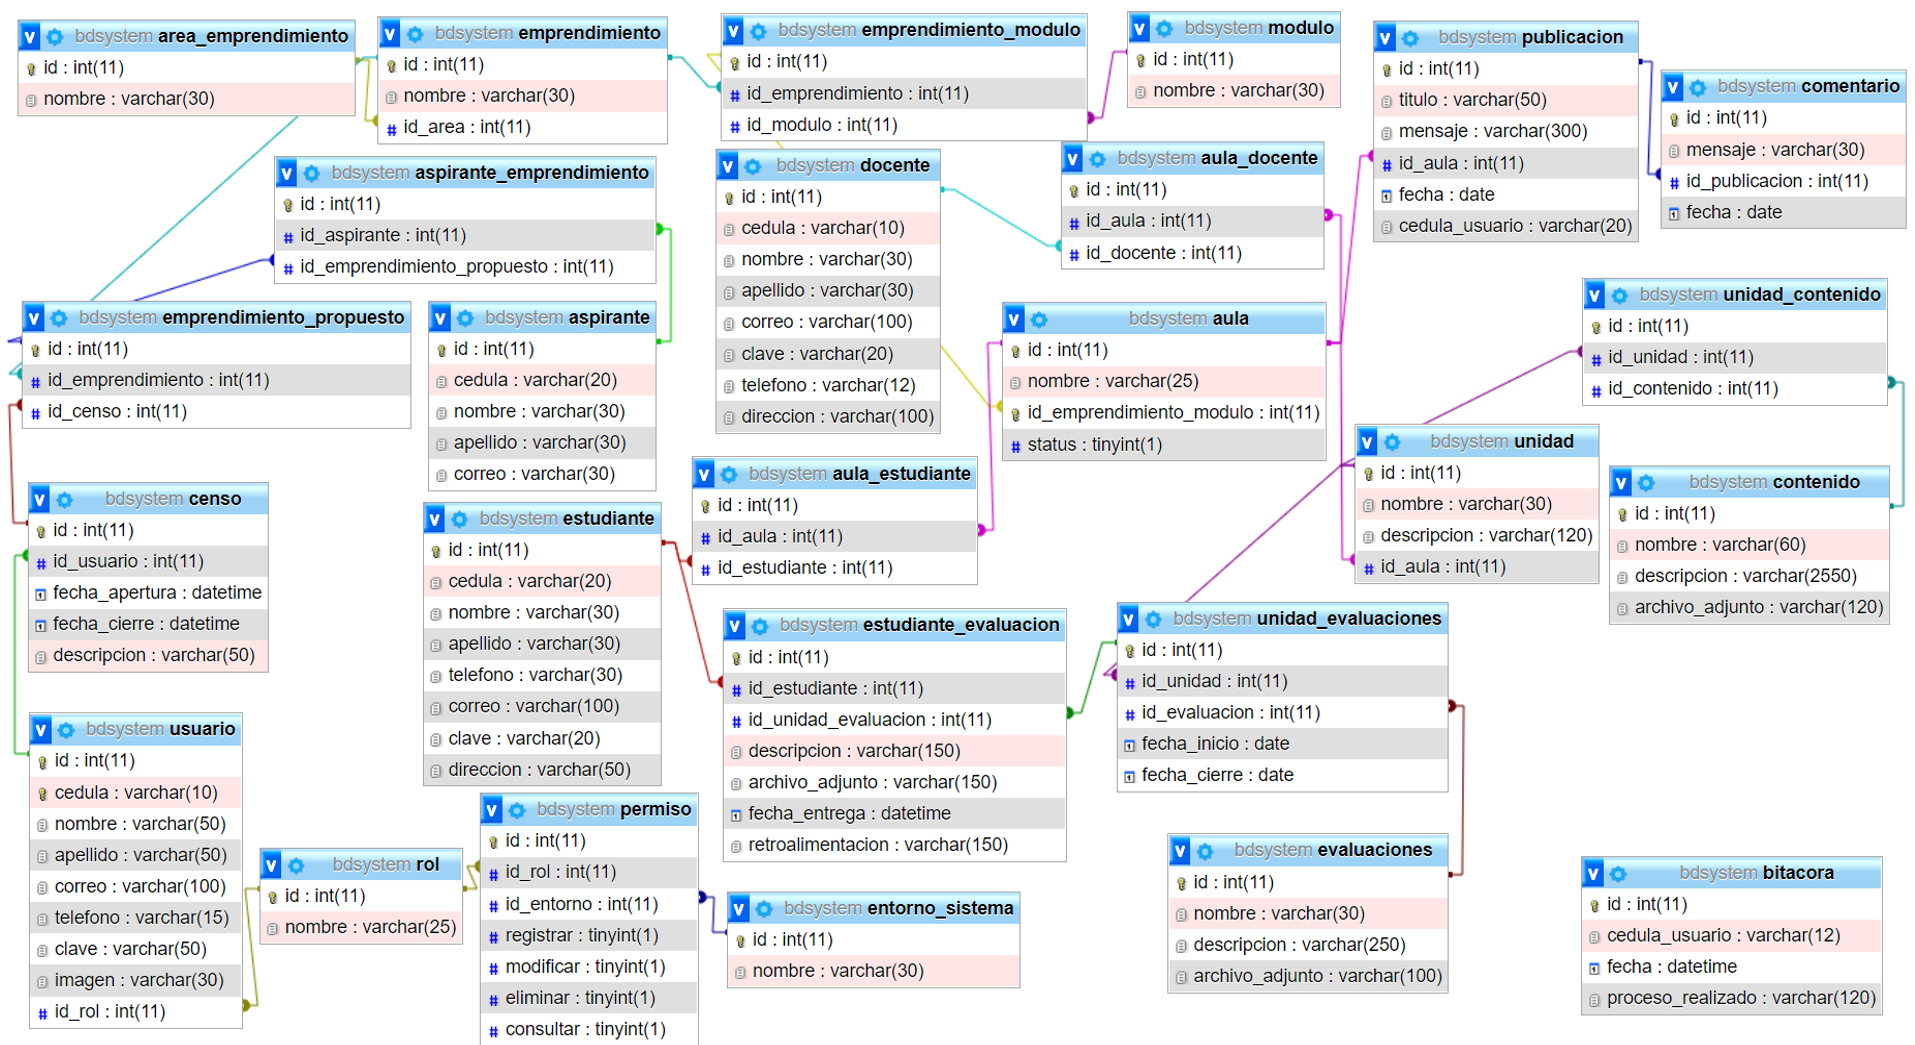 bdsystem area_emprendimiento
id : int(11)
nombre : varchar(30)
bdsystem emprendimiento
id : int(11)
nombre : varchar(30)
id_area : int(11)
bdsystem emprendimiento_modulo
id : int(11)
id_emprendimiento : int(11)
id_modulo : int(11)
bdsystem modulo
id : int(11)
nombre : varchar(30)
bdsystem publicacion
id : int(11)
titulo : varchar(50)
mensaje : varchar(300)
id_aula : int(11)
fecha : date
cedula_usuario : varchar(20)
bdsystem comentario
id : int(11)
mensaje : varchar(30)
id_publicacion : int(11)
fecha : date
bdsystem aspirante_emprendimiento
id : int(11)
id_aspirante : int(11)
id_emprendimiento_propuesto : int(11)
bdsystem docente
id : int(11)
cedula : varchar(10)
nombre : varchar(30)
apellido : varchar(30)
correo : varchar(100)
clave : varchar(20)
telefono : varchar(12)
direccion : varchar(100)
bdsystem aula_docente
id : int(11)
id_aula : int(11)
id_docente : int(11)
bdsystem emprendimiento_propuesto
id : int(11)
id_emprendimiento : int(11)
id_censo : int(11)
bdsystem aspirante
id : int(11)
cedula : varchar(20)
nombre : varchar(30)
apellido : varchar(30)
correo : varchar(30)
bdsystem aula
id : int(11)
nombre : varchar(25)
id_emprendimiento_modulo : int(11)
status : tinyint(1)
bdsystem unidad_contenido
id : int(11)
id_unidad : int(11)
id_contenido : int(11)
bdsystem unidad
id : int(11)
nombre : varchar(30)
descripcion : varchar(120)
id_aula : int(11)
bdsystem contenido
id : int(11)
nombre : varchar(60)
descripcion : varchar(2550)
archivo_adjunto : varchar(120)
bdsystem censo
id : int(11)
id_usuario : int(11)
fecha_apertura : datetime
fecha_cierre : datetime
descripcion : varchar(50)
bdsystem estudiante
id : int(11)
cedula : varchar(20)
nombre : varchar(30)
apellido : varchar(30)
telefono : varchar(30)
correo : varchar(100)
clave : varchar(20)
direccion : varchar(50)
bdsystem aula_estudiante
id : int(11)
id_aula : int(11)
id_estudiante : int(11)
bdsystem estudiante_evaluacion
id : int(11)
id_estudiante : int(11)
id_unidad_evaluacion : int(11)
descripcion : varchar(150)
archivo_adjunto : varchar(150)
fecha_entrega : datetime
retroalimentacion : varchar(150)
bdsystem unidad_evaluaciones
id : int(11)
id_unidad : int(11)
id_evaluacion : int(11)
fecha_inicio : date
fecha_cierre : date
bdsystem usuario
id : int(11)
cedula : varchar(10)
nombre : varchar(50)
apellido : varchar(50)
correo : varchar(100)
telefono : varchar(15)
clave : varchar(50)
imagen : varchar(30)
id_rol : int(11)
bdsystem rol
id : int(11)
nombre : varchar(25)
bdsystem permiso
id : int(11)
id_rol : int(11)
id_entorno : int(11)
registrar : tinyint(1)
modificar : tinyint(1)
eliminar : tinyint(1)
consultar : tinyint(1)
bdsystem entorno_sistema
id : int(11)
nombre : varchar(30)
bdsystem evaluaciones
id : int(11)
nombre : varchar(30)
descripcion : varchar(250)
archivo_adjunto : varchar(100)
bdsystem bitacora
id : int(11)
cedula_usuario : varchar(12)
fecha : datetime
proceso_realizado : varchar(120)